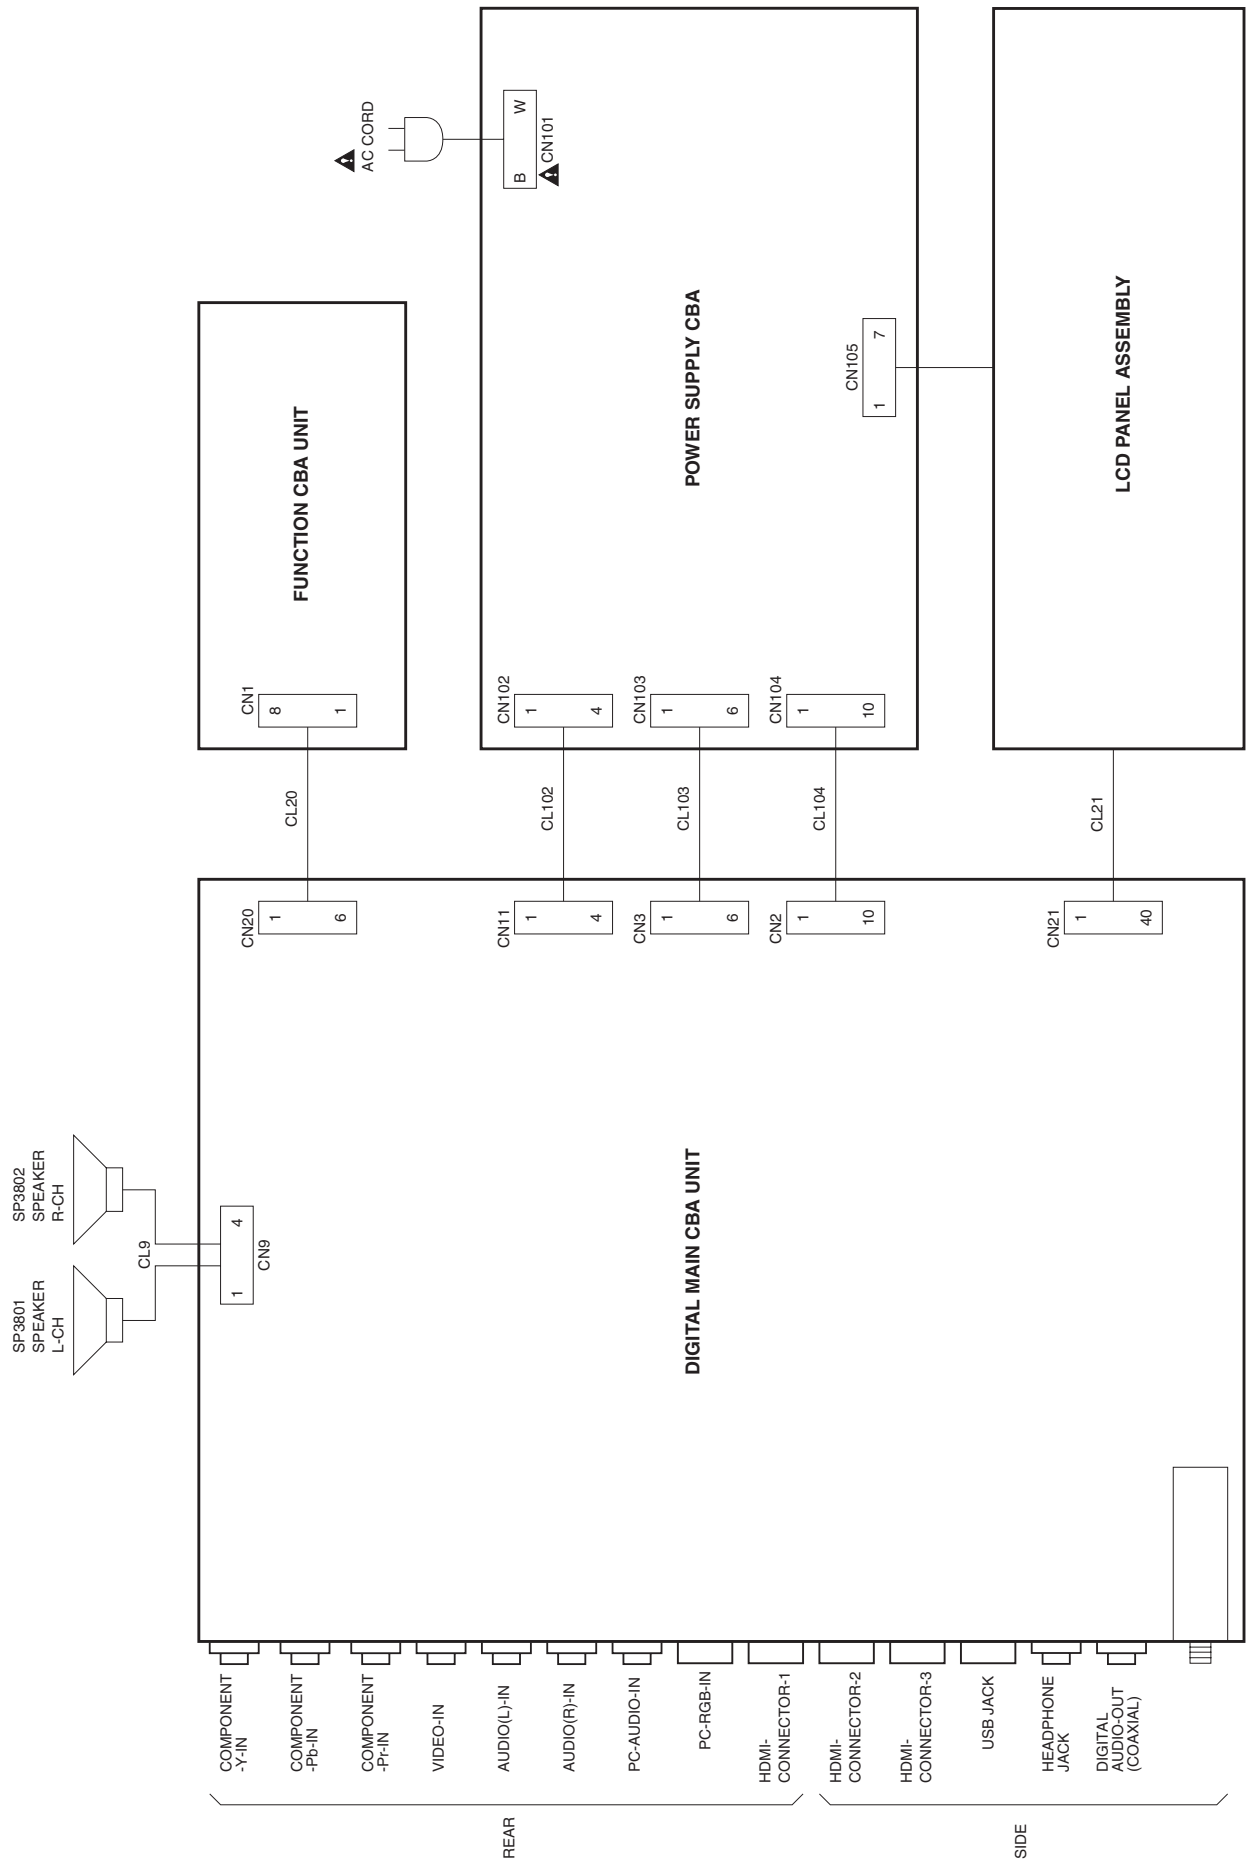 SP3801
SPEAKER
L-CH
SP3802
SPEAKER
R-CH
CL9
1
4
CN9
COMPONENT
-Y-IN
COMPONENT
-Pb-IN
COMPONENT
-Pr-IN
VIDEO-IN
AUDIO(L)-IN
AUDIO(R)-IN
PC-AUDIO-IN
PC-RGB-IN
HDMI-
CONNECTOR-1
REAR
HDMI-
CONNECTOR-2
HDMI-
CONNECTOR-3
USB JACK
HEADPHONE
JACK
DIGITAL
AUDIO-OUT
(COAXIAL)
SIDE
DIGITAL MAIN CBA UNIT
CN20
1
6
CL20
CN1
8
1
FUNCTION CBA UNIT
CN11
1
4
CL102
CN102
1
4
CN3
1
6
CL103
CN103
1
6
CN2
1
10
CL104
CN104
1
10
POWER SUPPLY CBA
AC CORD
B
W
CN101
CN105
1
7
CN21
1
40
CL21
LCD PANEL ASSEMBLY